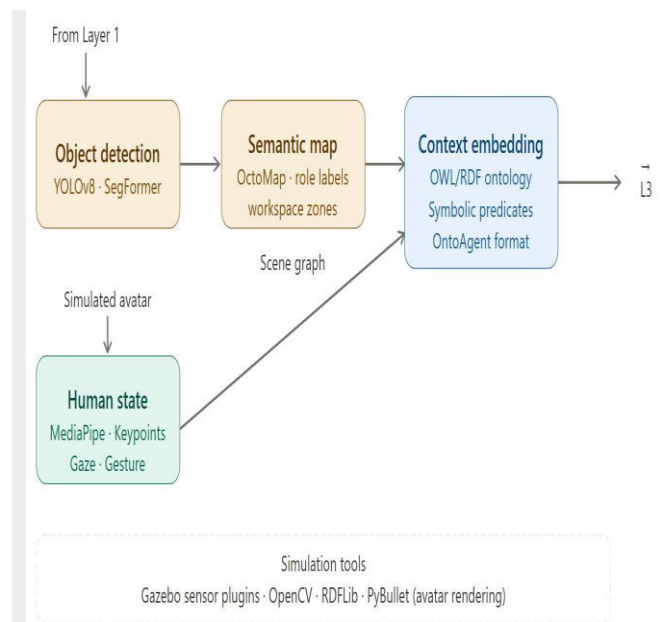 From Layer 1
Object detection
YOLOv8 · SegFormer
Semantic map
OctoMap · role labels
workspace zones
Context embedding
OWL/RDF ontology
Symbolic predicates
OntoAgent format
→
L3
Scene graph
Simulated avatar
Human state
MediaPipe · Keypoints
Gaze · Gesture
Simulation tools
Gazebo sensor plugins · OpenCV · RDFLib · PyBullet (avatar rendering)